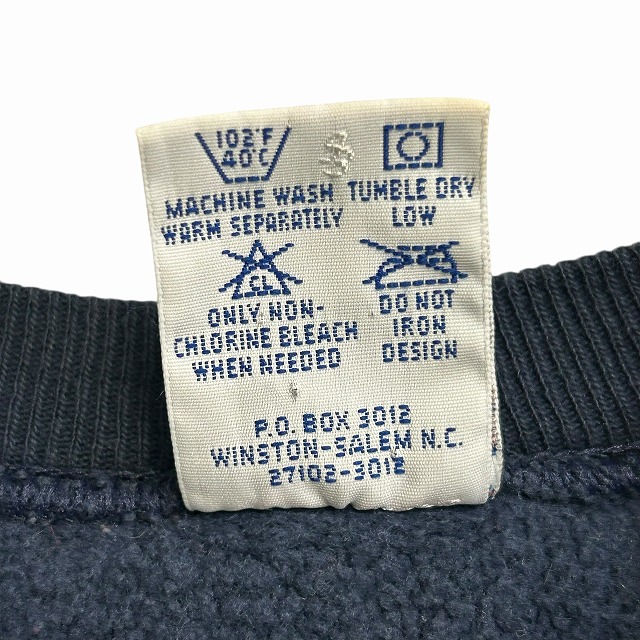 102°F
40°C
MACHINE WASH
WARM SEPARATELY
TUMBLE DRY
LOW
CL
ONLY NON-
CHLORINE BLEACH
WHEN NEEDED
DO NOT
IRON
DESIGN
P.O. BOX 3012
WINSTON-SALEM N.C.
27102-3012